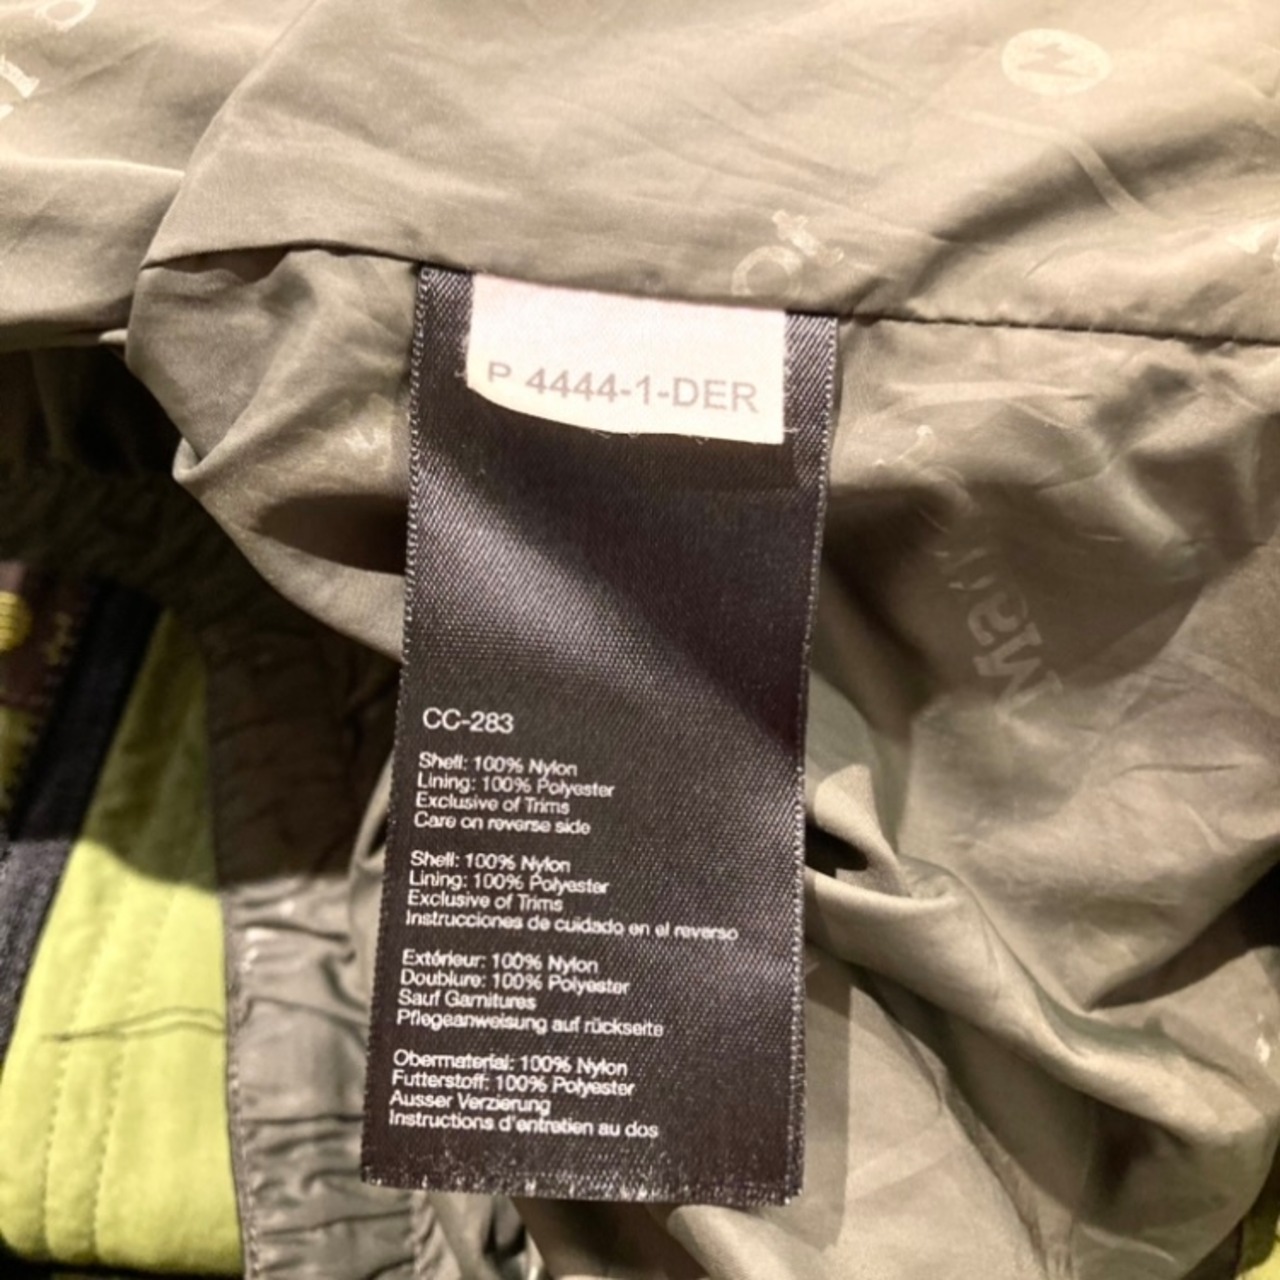 P 4444-1-DER
CC-283
Shell: 100% Nylon
Lining: 100% Polyester
Exclusive of Trims
Care on reverse side
Shell: 100% Nylon
Lining: 100% Polyester
Exclusive of Trims
Instrucciones de cuidado en el reverso
Extérieur: 100% Nylon
Doublure: 100% Polyester
Sauf Garnitures
Pflegeanweisung auf rückseite
Obermaterial: 100% Nylon
Futterstoff: 100% Polyester
Ausser Verzierung
Instructions d'entretien au dos